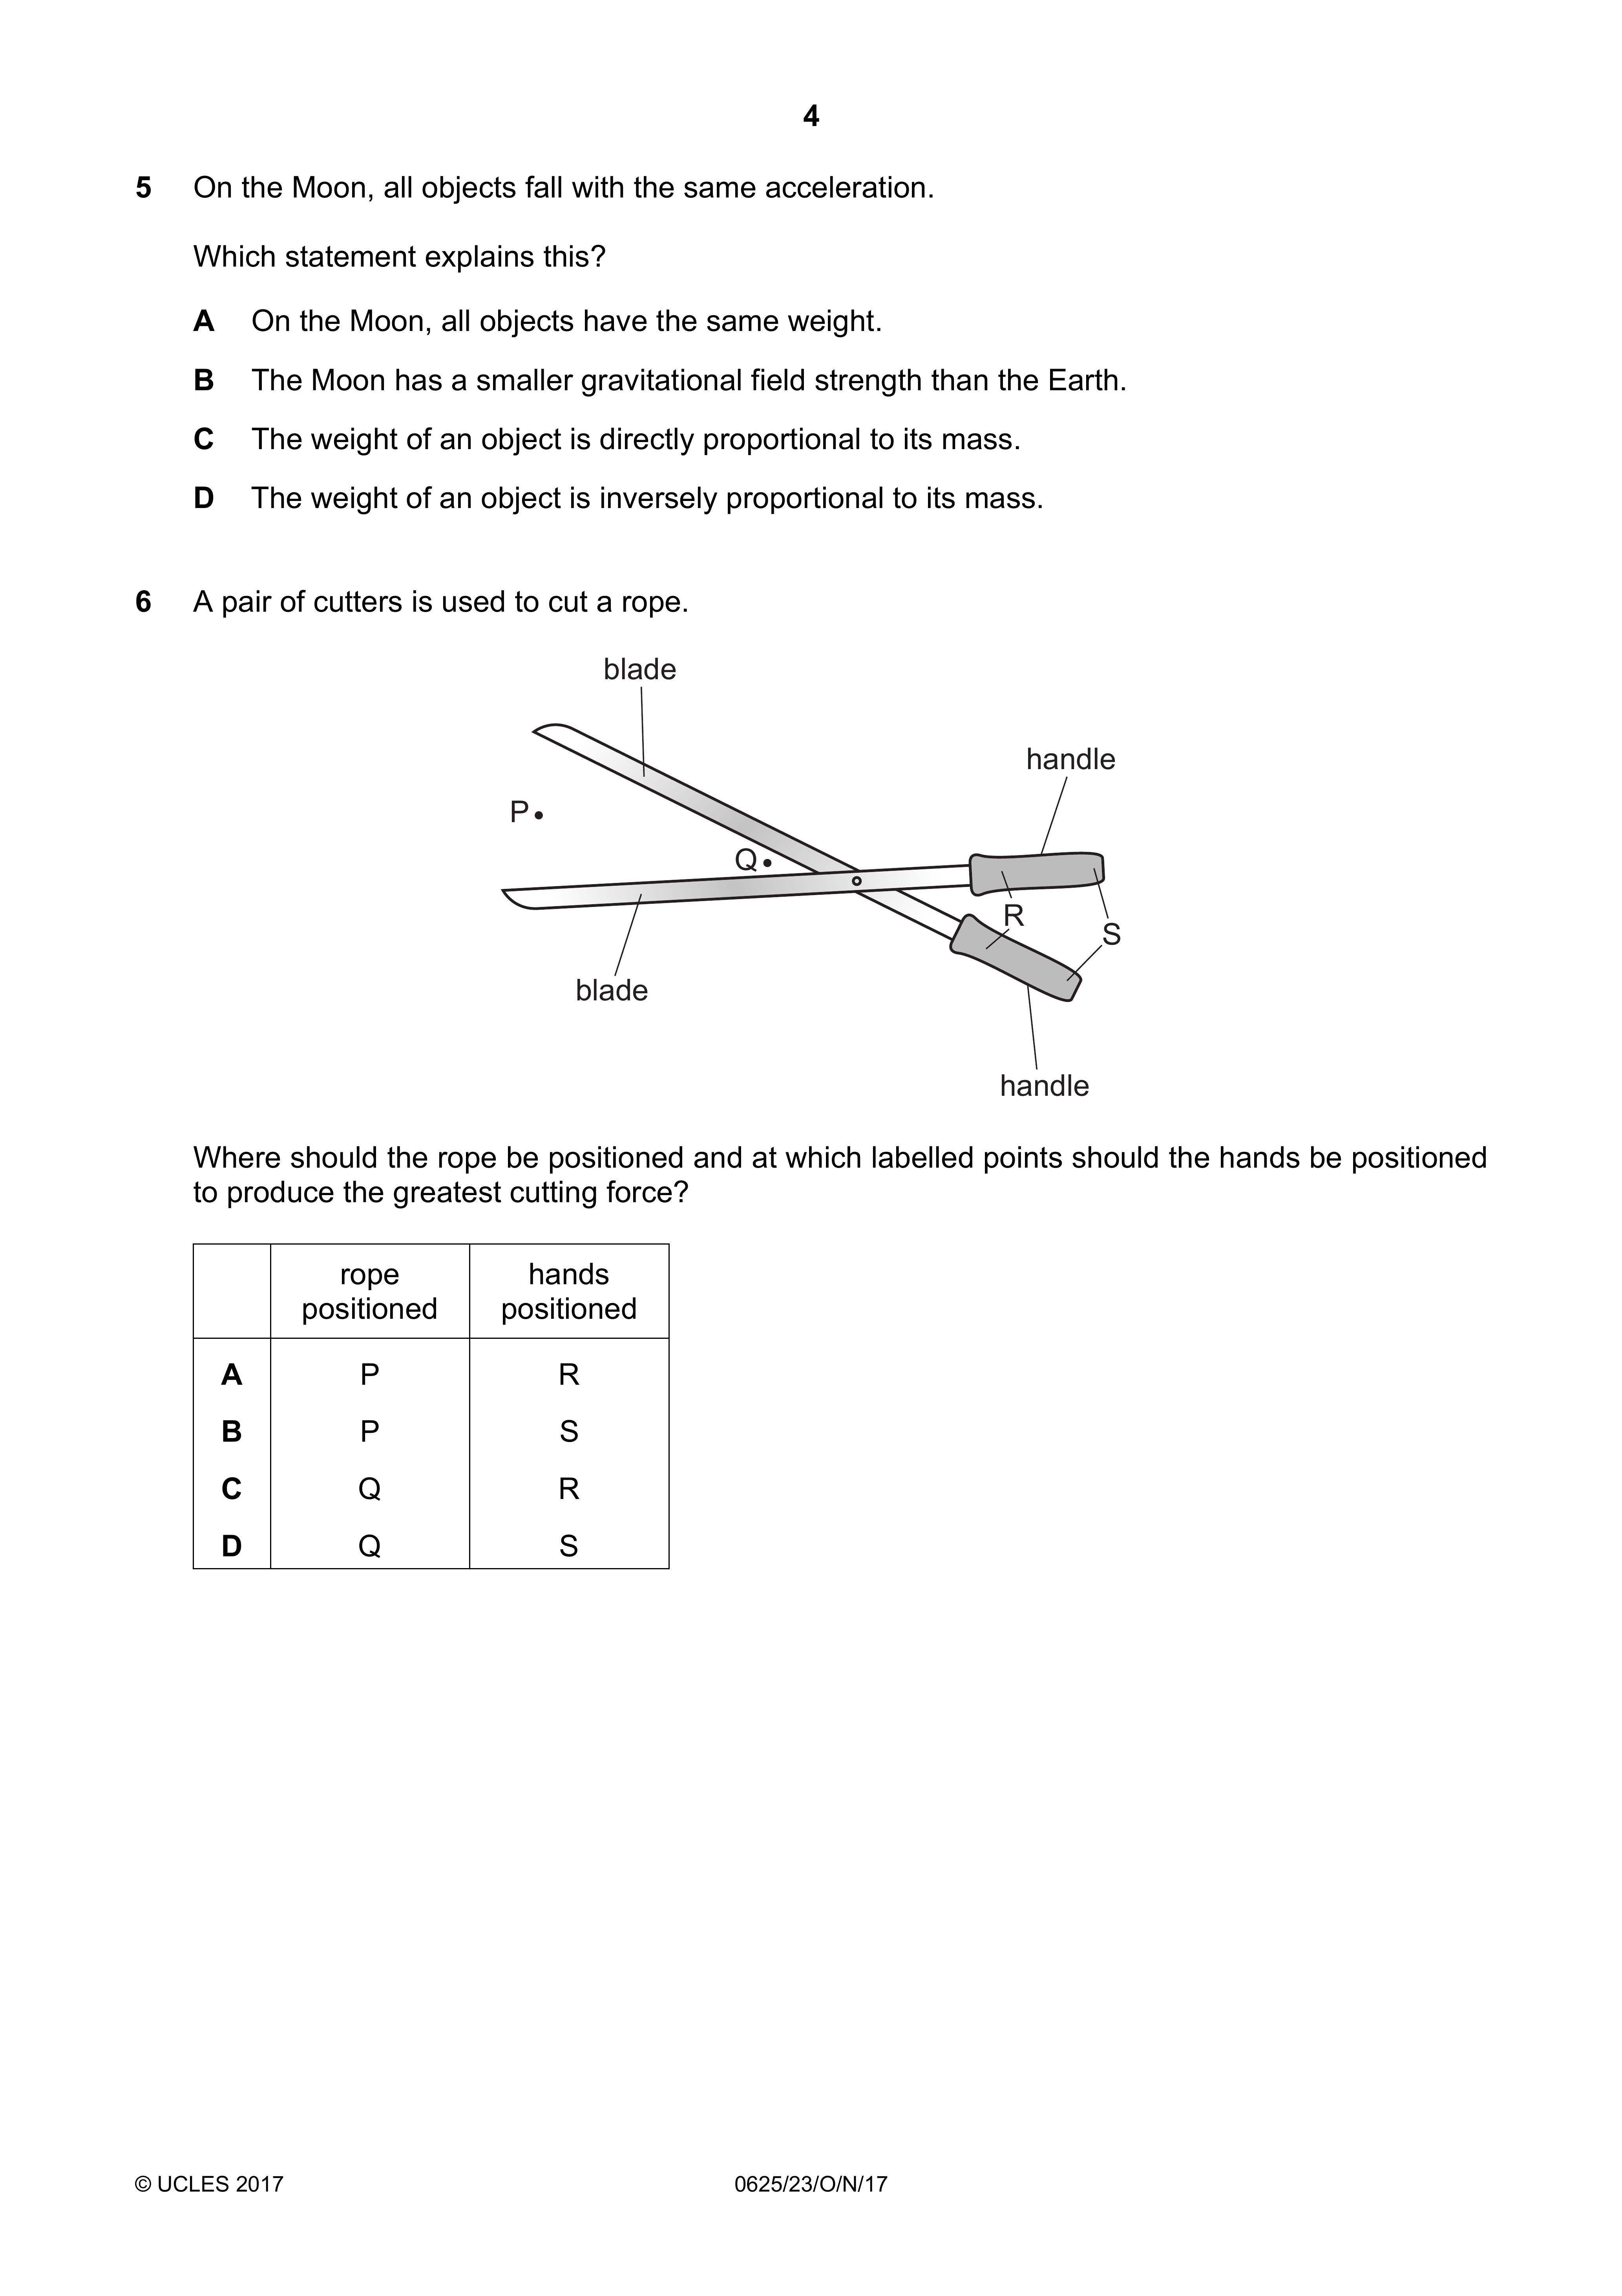 4
5 On the Moon, all objects fall with the same acceleration.
Which statement explains this?
A On the Moon, all objects have the same weight.
B The Moon has a smaller gravitational field strength than the Earth.
C The weight of an object is directly proportional to its mass.
D The weight of an object is inversely proportional to its mass.
6 A pair of cutters is used to cut a rope.
blade
handle
P
Q
R
S
blade
handle
Where should the rope be positioned and at which labelled points should the hands be positioned
to produce the greatest cutting force?
rope hands
positioned positioned
A P R
B P S
C Q R
D Q S
© UCLES 2017 0625/23/O/N/17